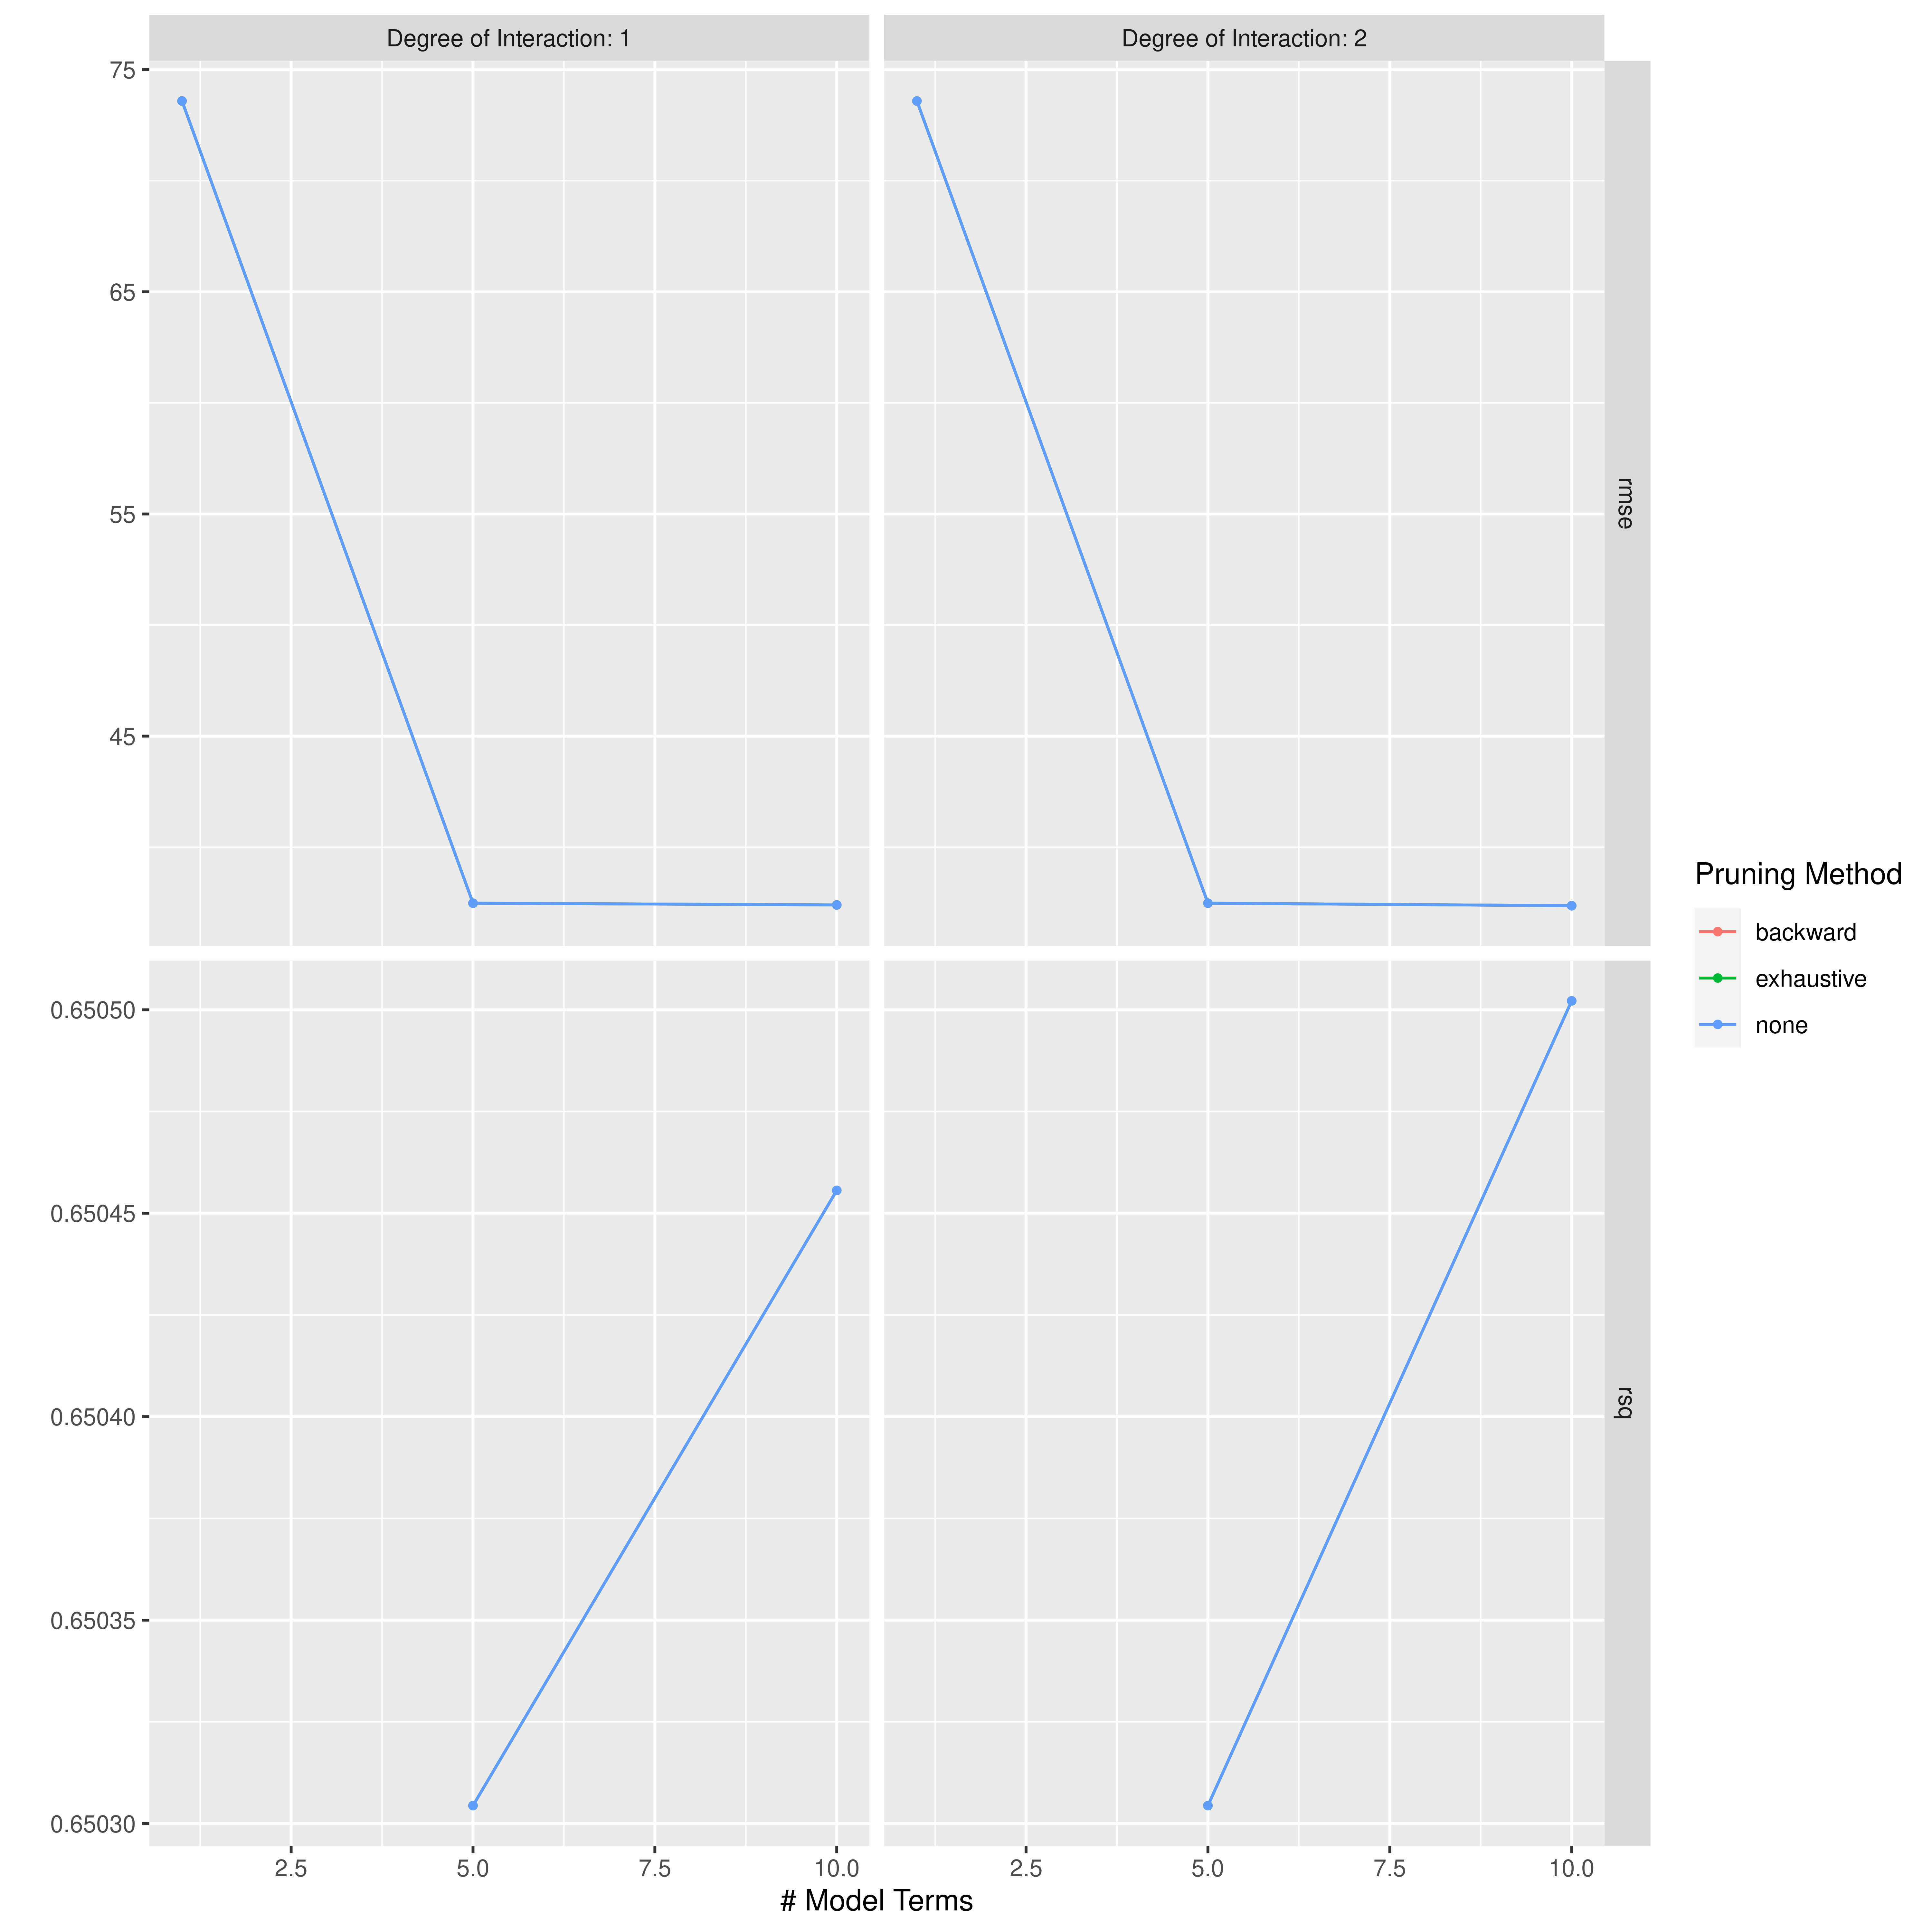 Degree of Interaction: 1
Degree of Interaction: 2
75
65
55
45
rmse
0.65050
0.65045
0.65040
0.65035
0.65030
rsq
2.5 5.0 7.5 10.0
2.5 5.0 7.5 10.0
# Model Terms
Pruning Method
backward
exhaustive
none